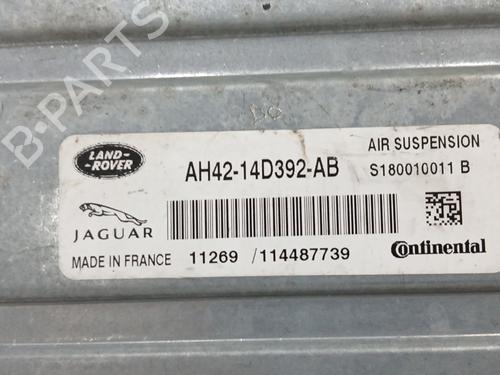 B-PARTS
LAND-
-ROVER
AH42-14D392-AB
AIR SUSPENSION
S180010011 B
JAGUAR
MADE IN FRANCE
11269 /114487739
Continental